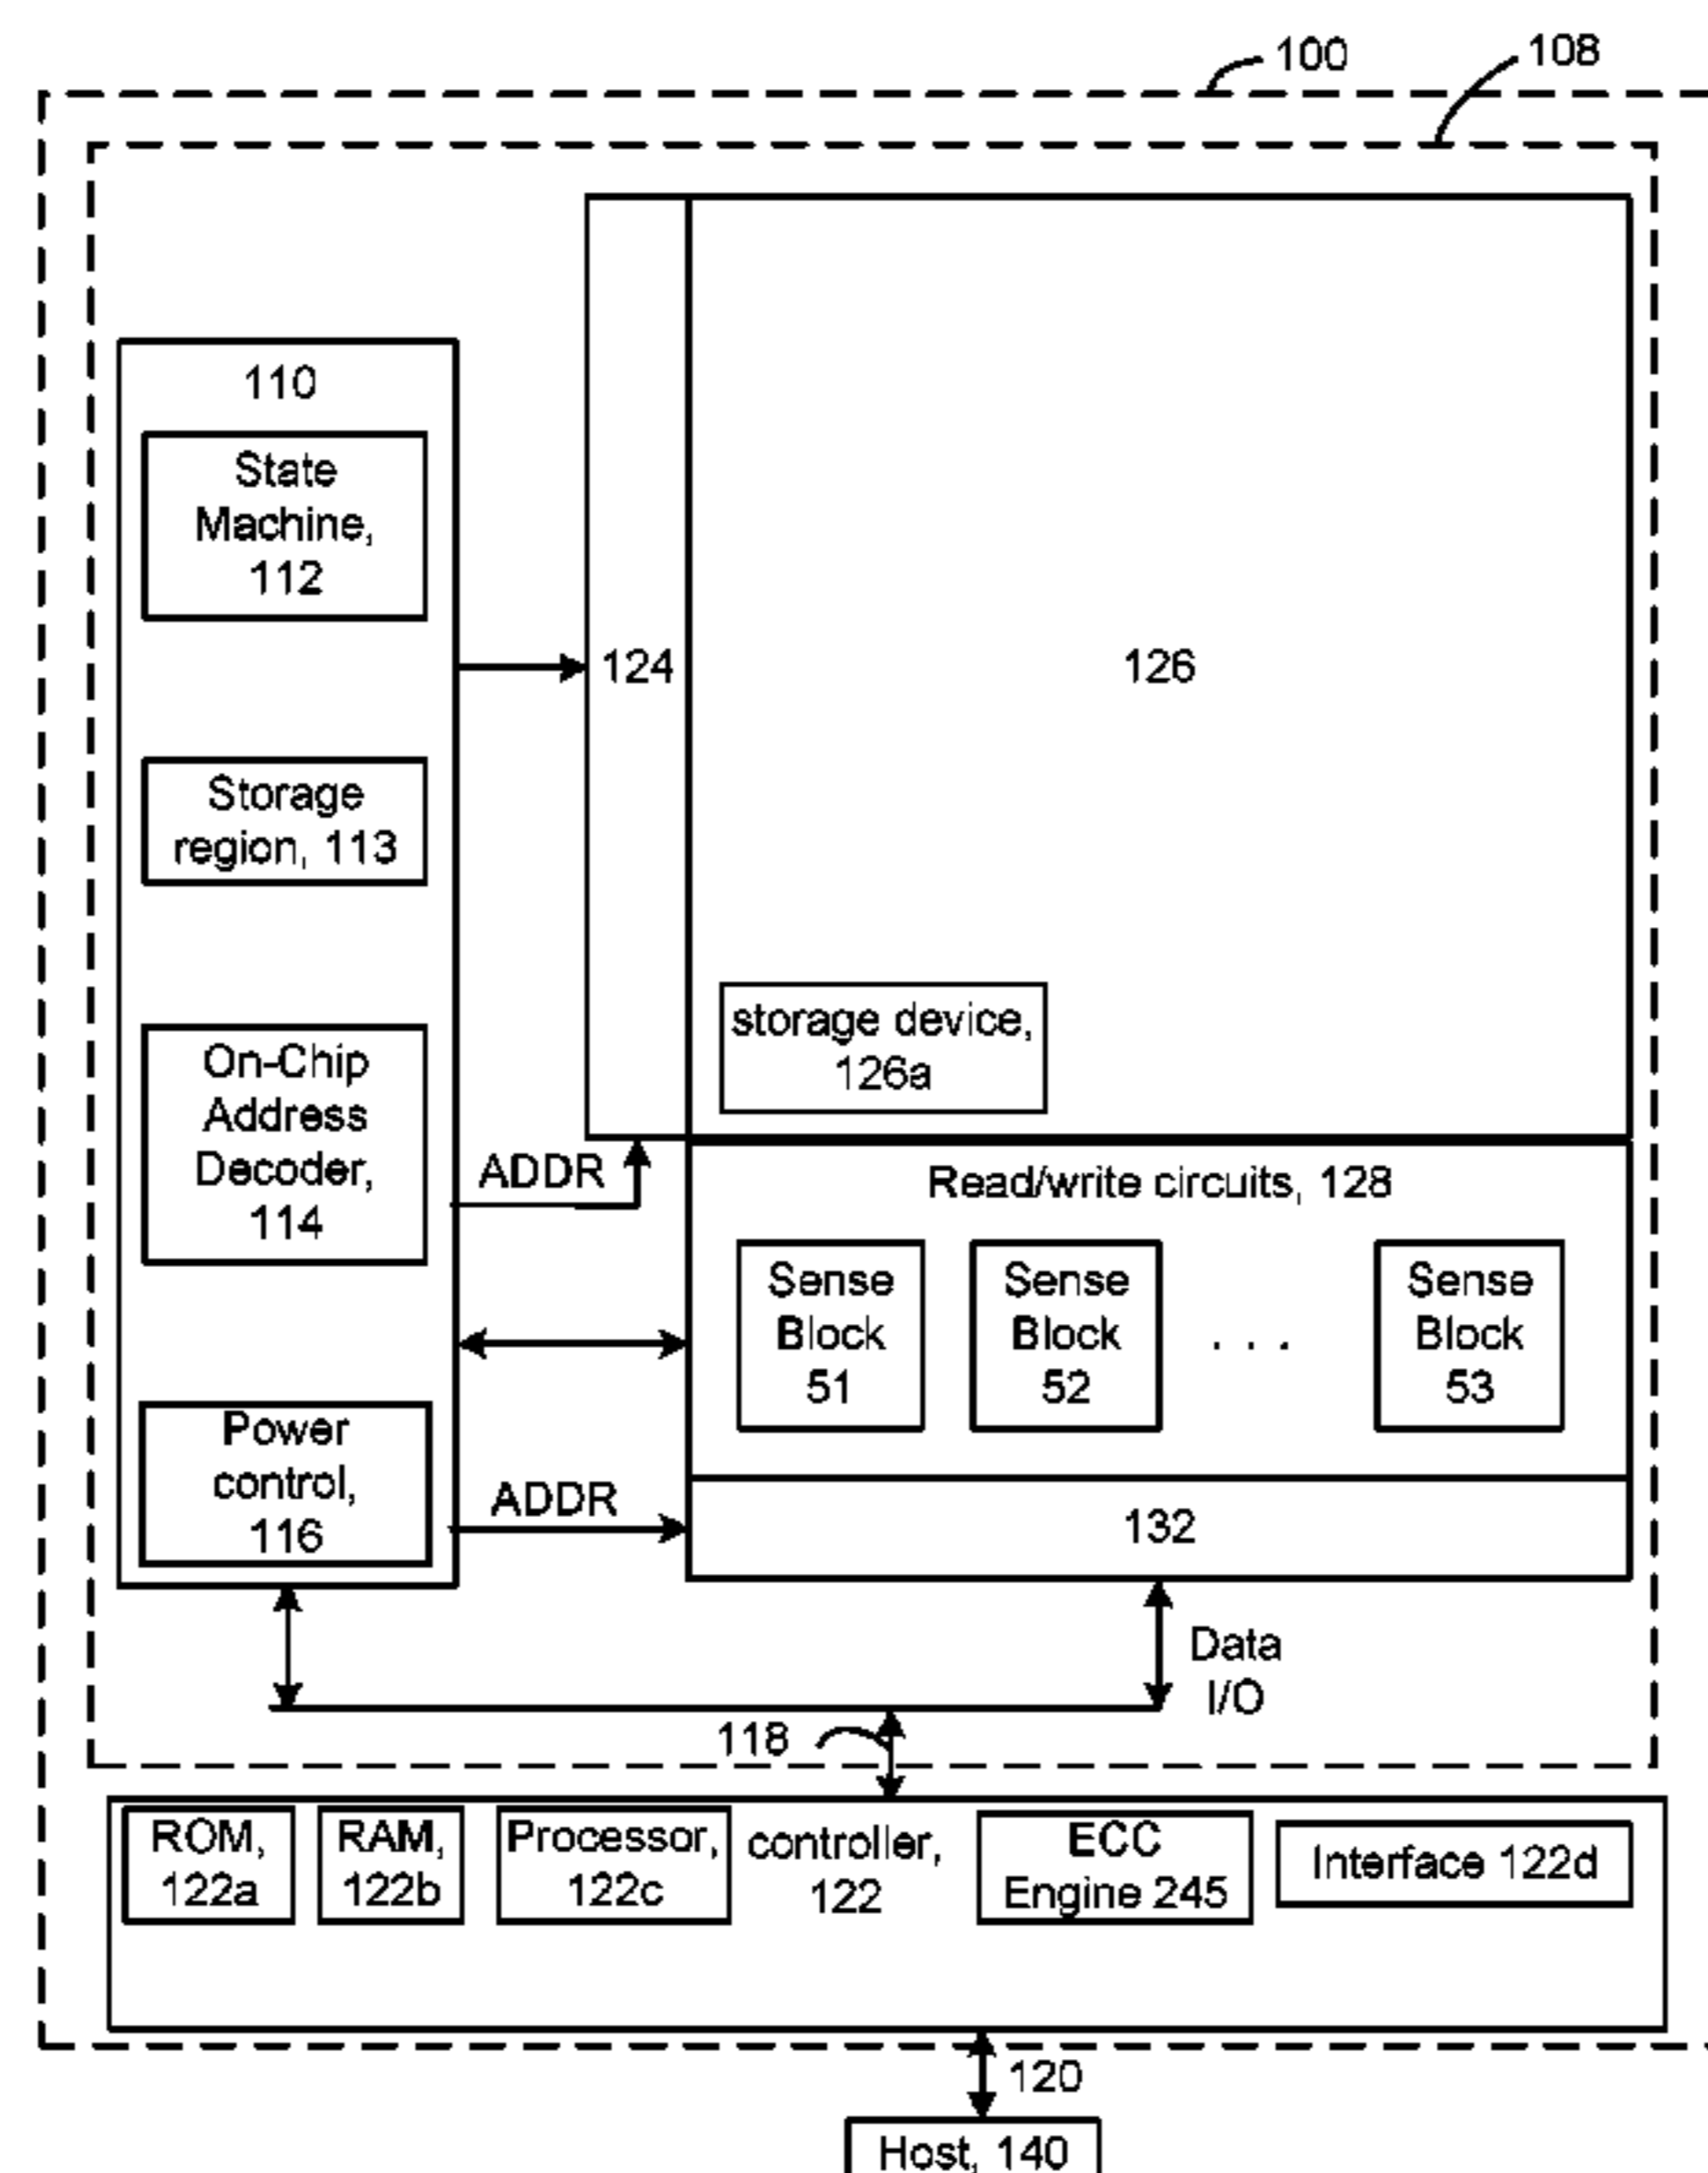 100
108
110
State
Machine,
112
124
126
Storage
region, 113
storage device,
126a
On-Chip
Address
Decoder,
114
ADDR
Read/write circuits, 128
Sense
Block
51
Sense
Block
52
. . .
Sense
Block
53
Power
control,
116
ADDR
132
Data
I/O
118
ROM,
122a
RAM,
122b
Processor,
122c
controller,
122
ECC
Engine 245
Interface 122d
120
Host, 140